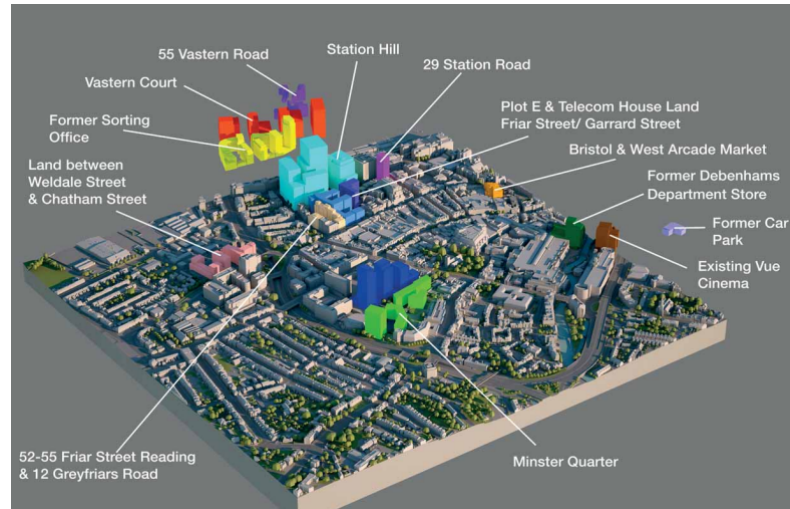 55 Vastern Road
Station Hill
29 Station Road
Vastern Court
Plot E & Telecom House Land
Friar Street/ Garrard Street
Former Sorting
Office
Bristol & West Arcade Market
Land between
Weldale Street
& Chatham Street
Former Debenhams
Department Store
Former Car
Park
Existing Vue
Cinema
52-55 Friar Street Reading
& 12 Greyfriars Road
Minster Quarter